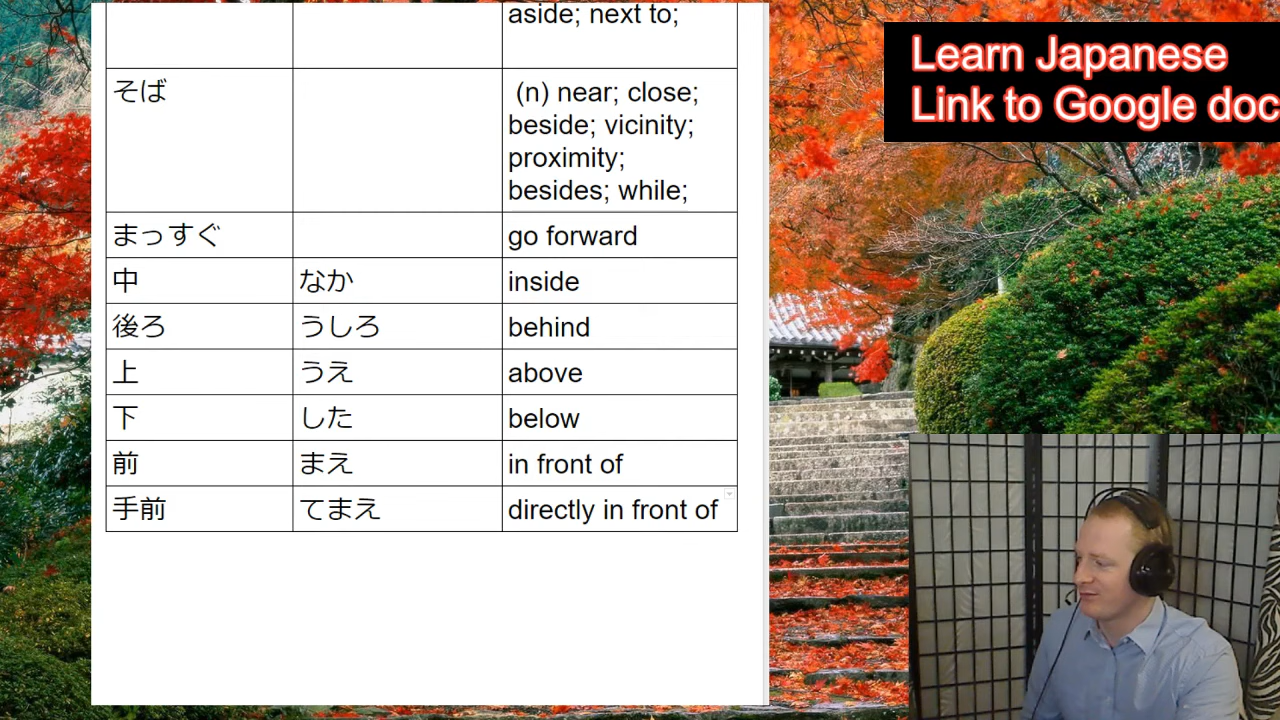 aside; next to;
そば (n) near; close;
beside; vicinity;
proximity;
besides; while;
まっすぐ go forward
中 なか inside
後ろ うしろ behind
上 うえ above
下 した below
前 まえ in front of
手前 てまえ directly in front of
Learn Japanese
Link to Google doc